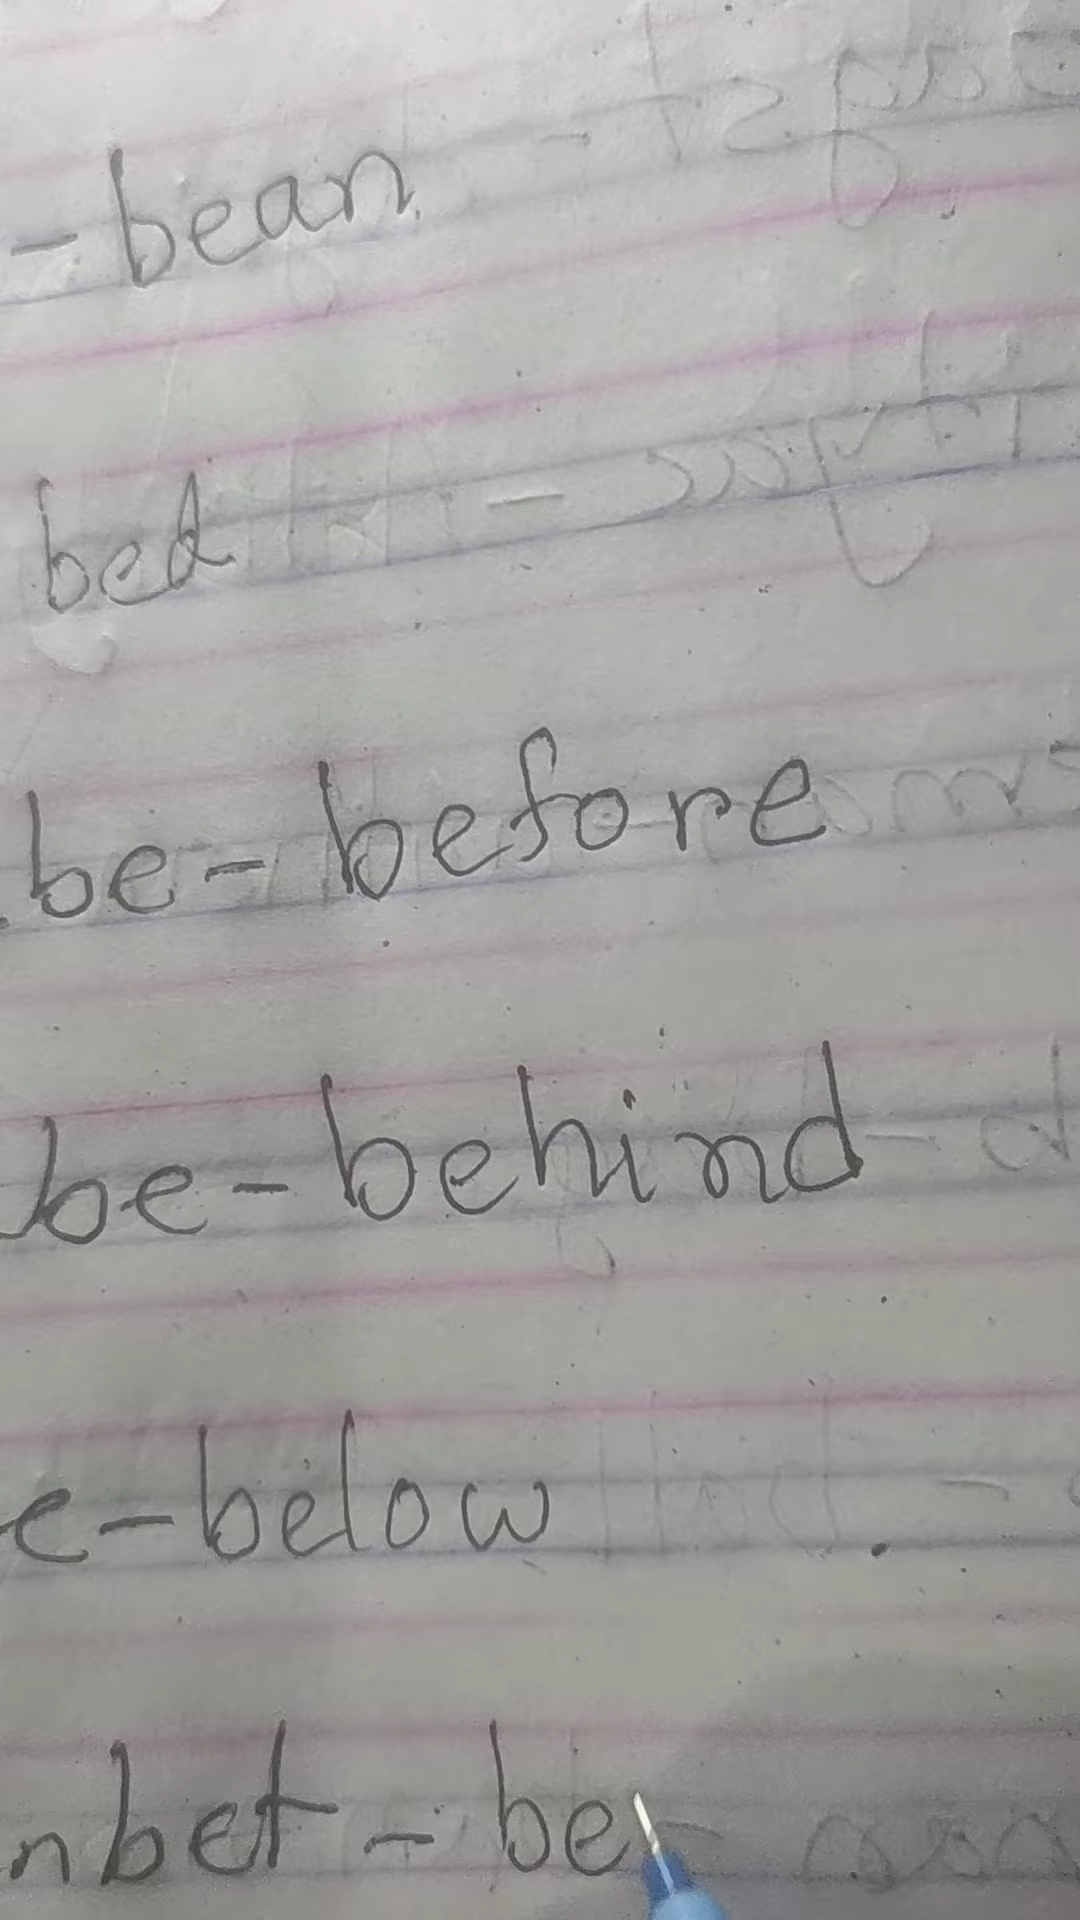 - bean
bed
be - before
be - behind
e - below
nbet - be